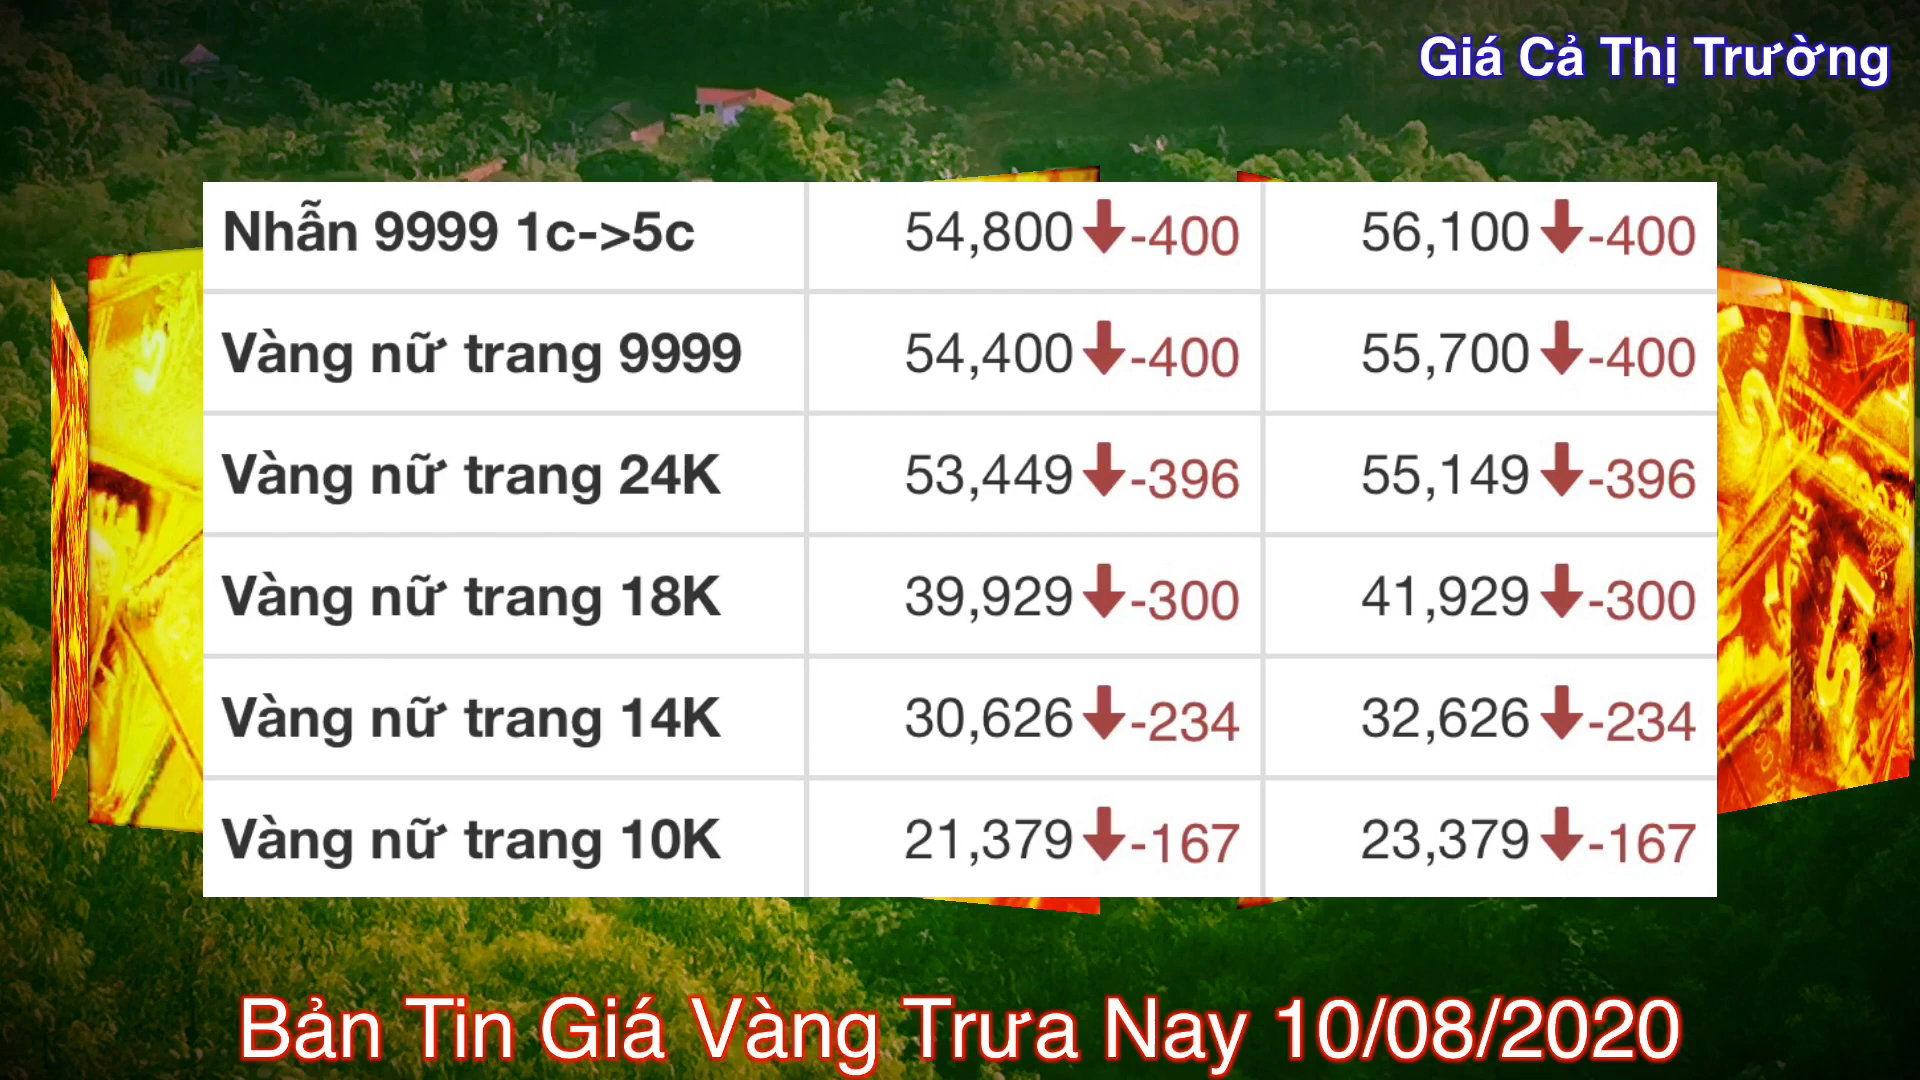 Giá Cả Thị Trường
Nhẫn 9999 1c->5c 54,800 -400 56,100 -400
Vàng nữ trang 9999 54,400 -400 55,700 -400
Vàng nữ trang 24K 53,449 -396 55,149 -396
Vàng nữ trang 18K 39,929 -300 41,929 -300
Vàng nữ trang 14K 30,626 -234 32,626 -234
Vàng nữ trang 10K 21,379 -167 23,379 -167
Bản Tin Giá Vàng Trưa Nay 10/08/2020